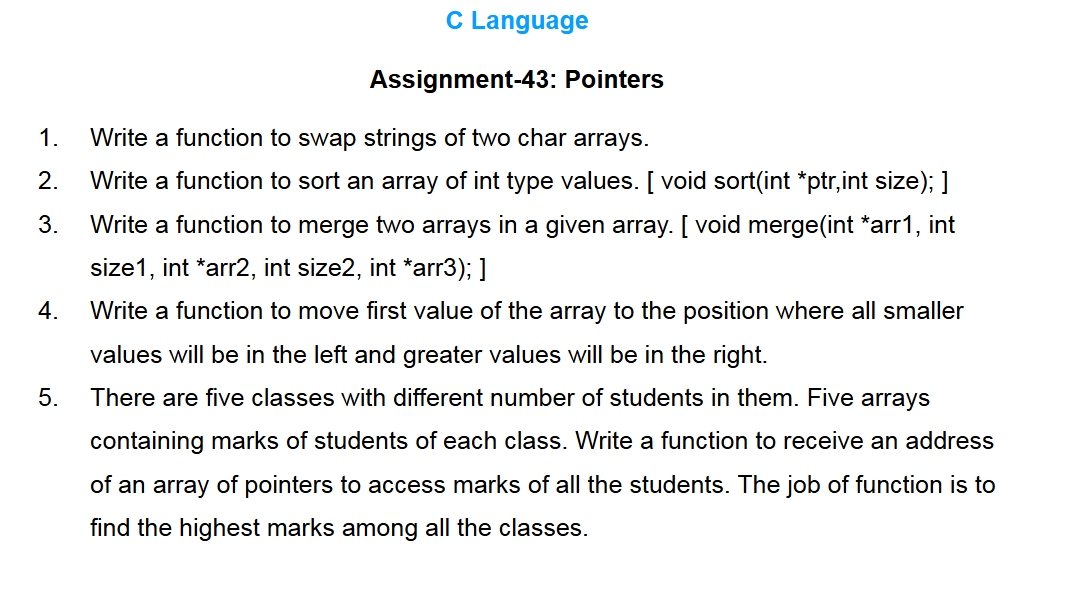 C Language
Assignment-43: Pointers
1. Write a function to swap strings of two char arrays.
2. Write a function to sort an array of int type values. [ void sort(int *ptr,int size); ]
3. Write a function to merge two arrays in a given array. [ void merge(int *arr1, int
size1, int *arr2, int size2, int *arr3); ]
4. Write a function to move first value of the array to the position where all smaller
values will be in the left and greater values will be in the right.
5. There are five classes with different number of students in them. Five arrays
containing marks of students of each class. Write a function to receive an address
of an array of pointers to access marks of all the students. The job of function is to
find the highest marks among all the classes.